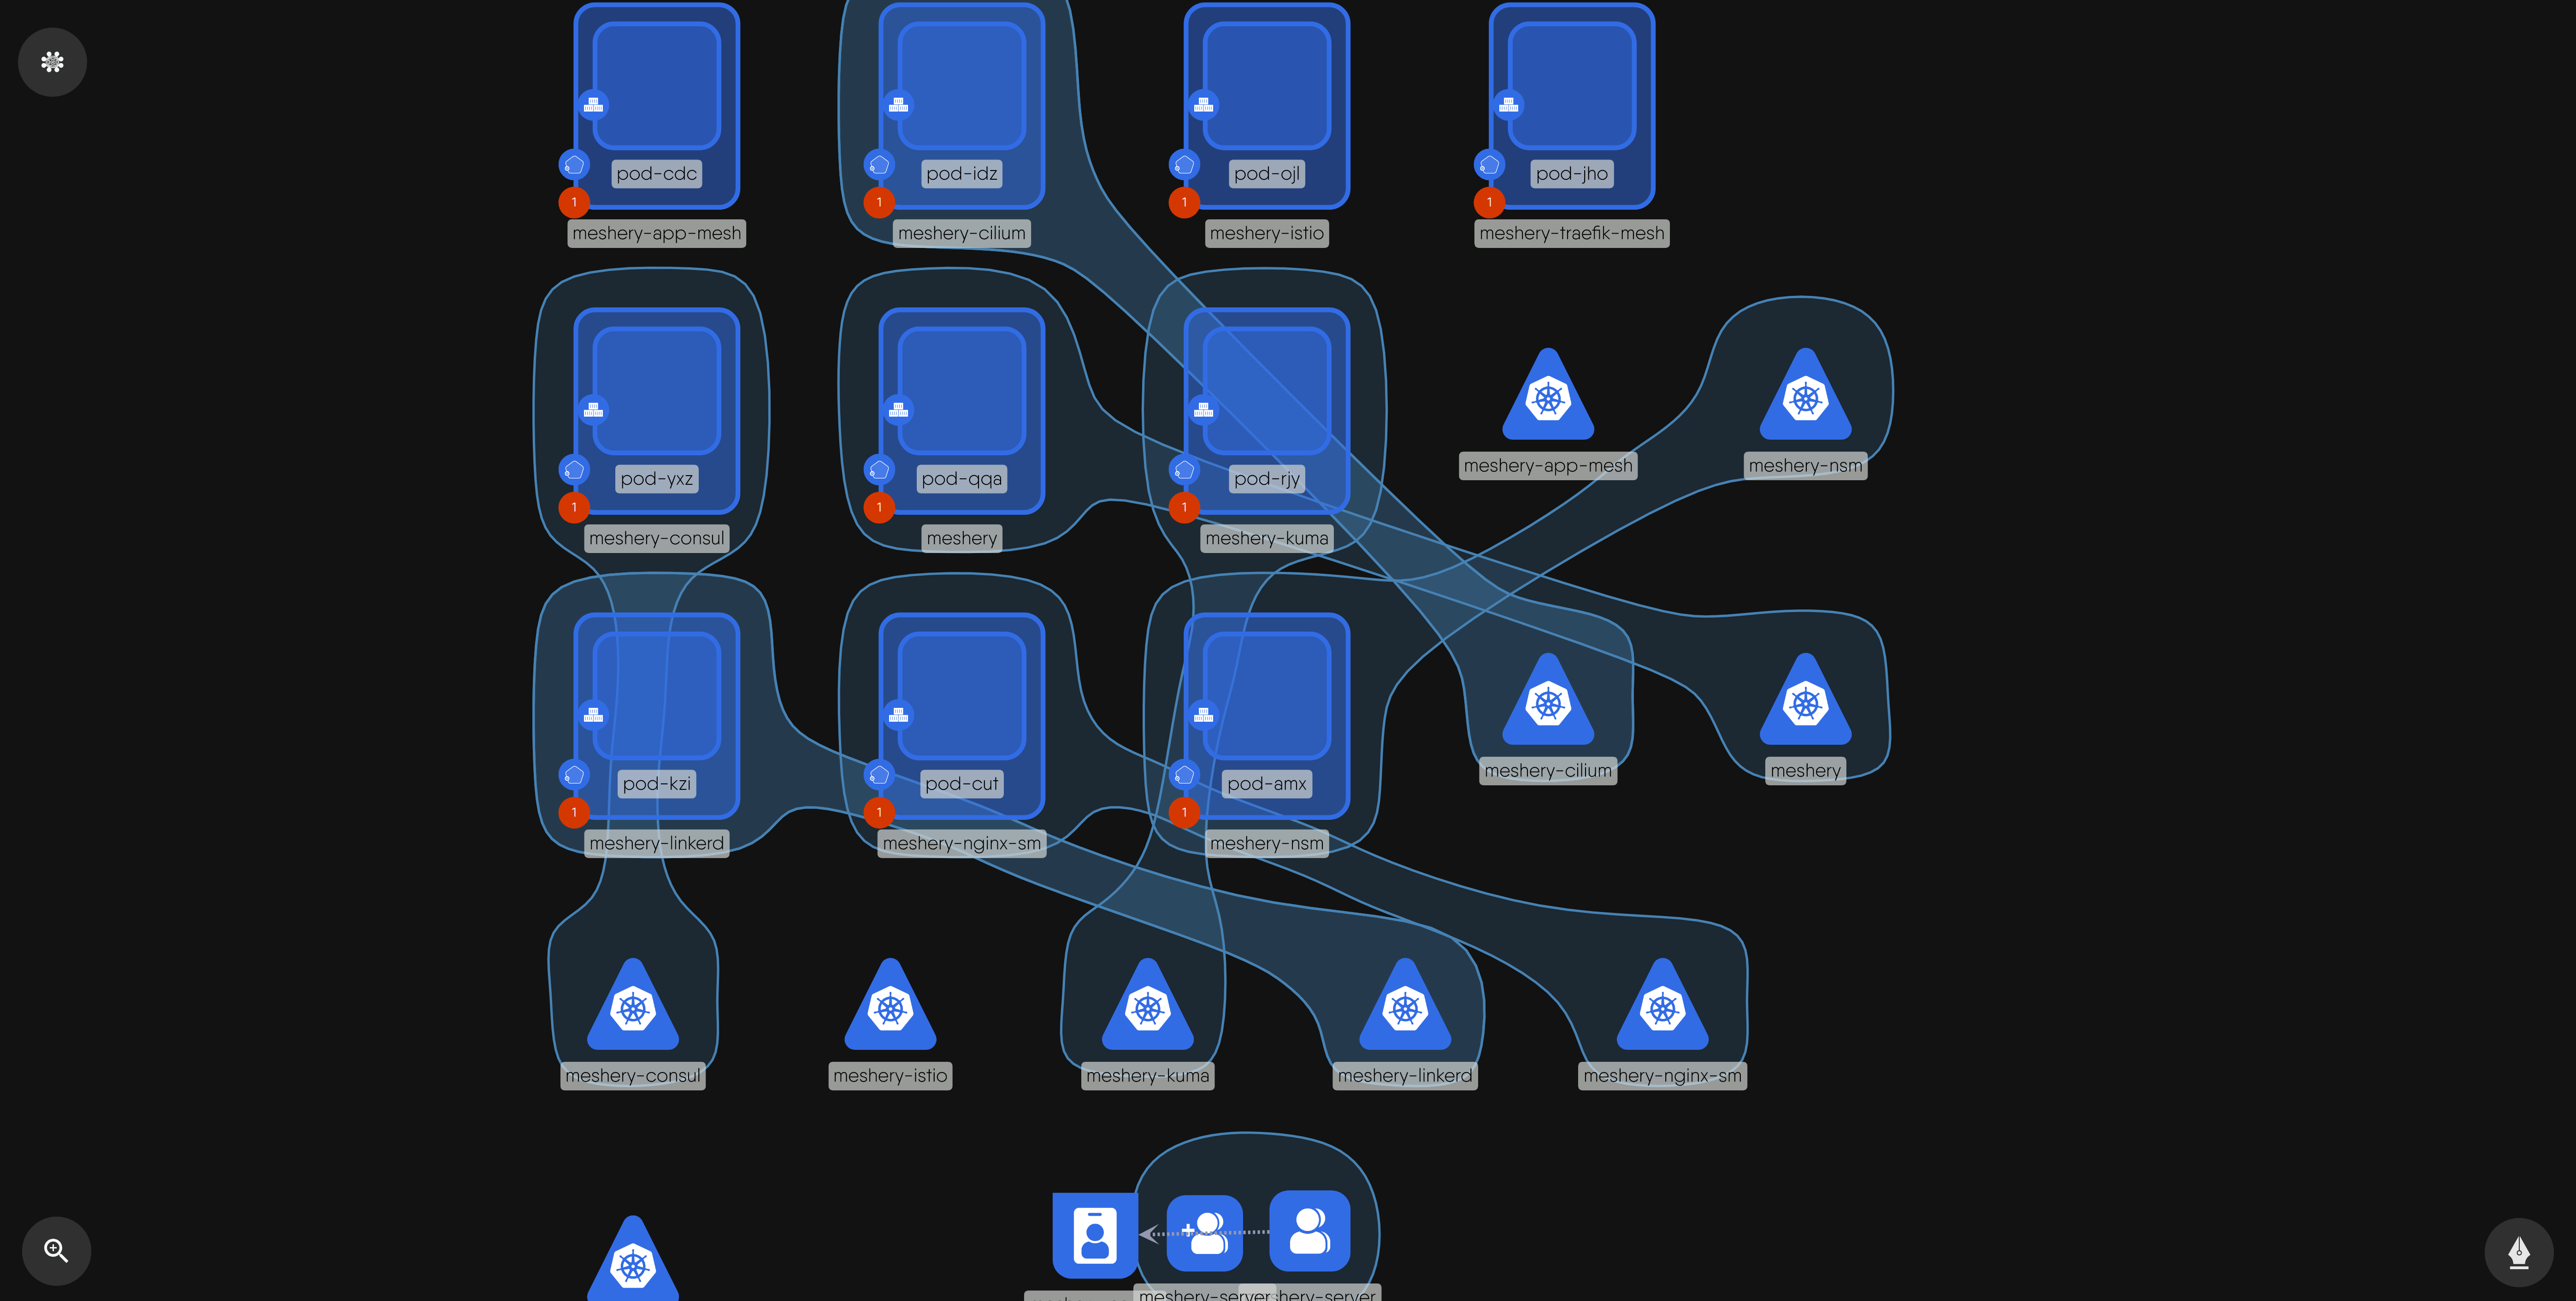 pod-cdc
pod-idz
pod-ojl
pod-jho
1
1
1
1
meshery-app-mesh
meshery-cilium
meshery-istio
meshery-traefik-mesh
meshery-app-mesh
meshery-nsm
pod-yxz
pod-qqa
pod-rjy
1
1
1
meshery-consul
meshery
meshery-kuma
meshery-cilium
meshery
pod-kzi
pod-cut
pod-amx
1
1
1
meshery-linkerd
meshery-nginx-sm
meshery-nsm
meshery-consul
meshery-istio
meshery-kuma
meshery-linkerd
meshery-nginx-sm
meshery-server
hery-server